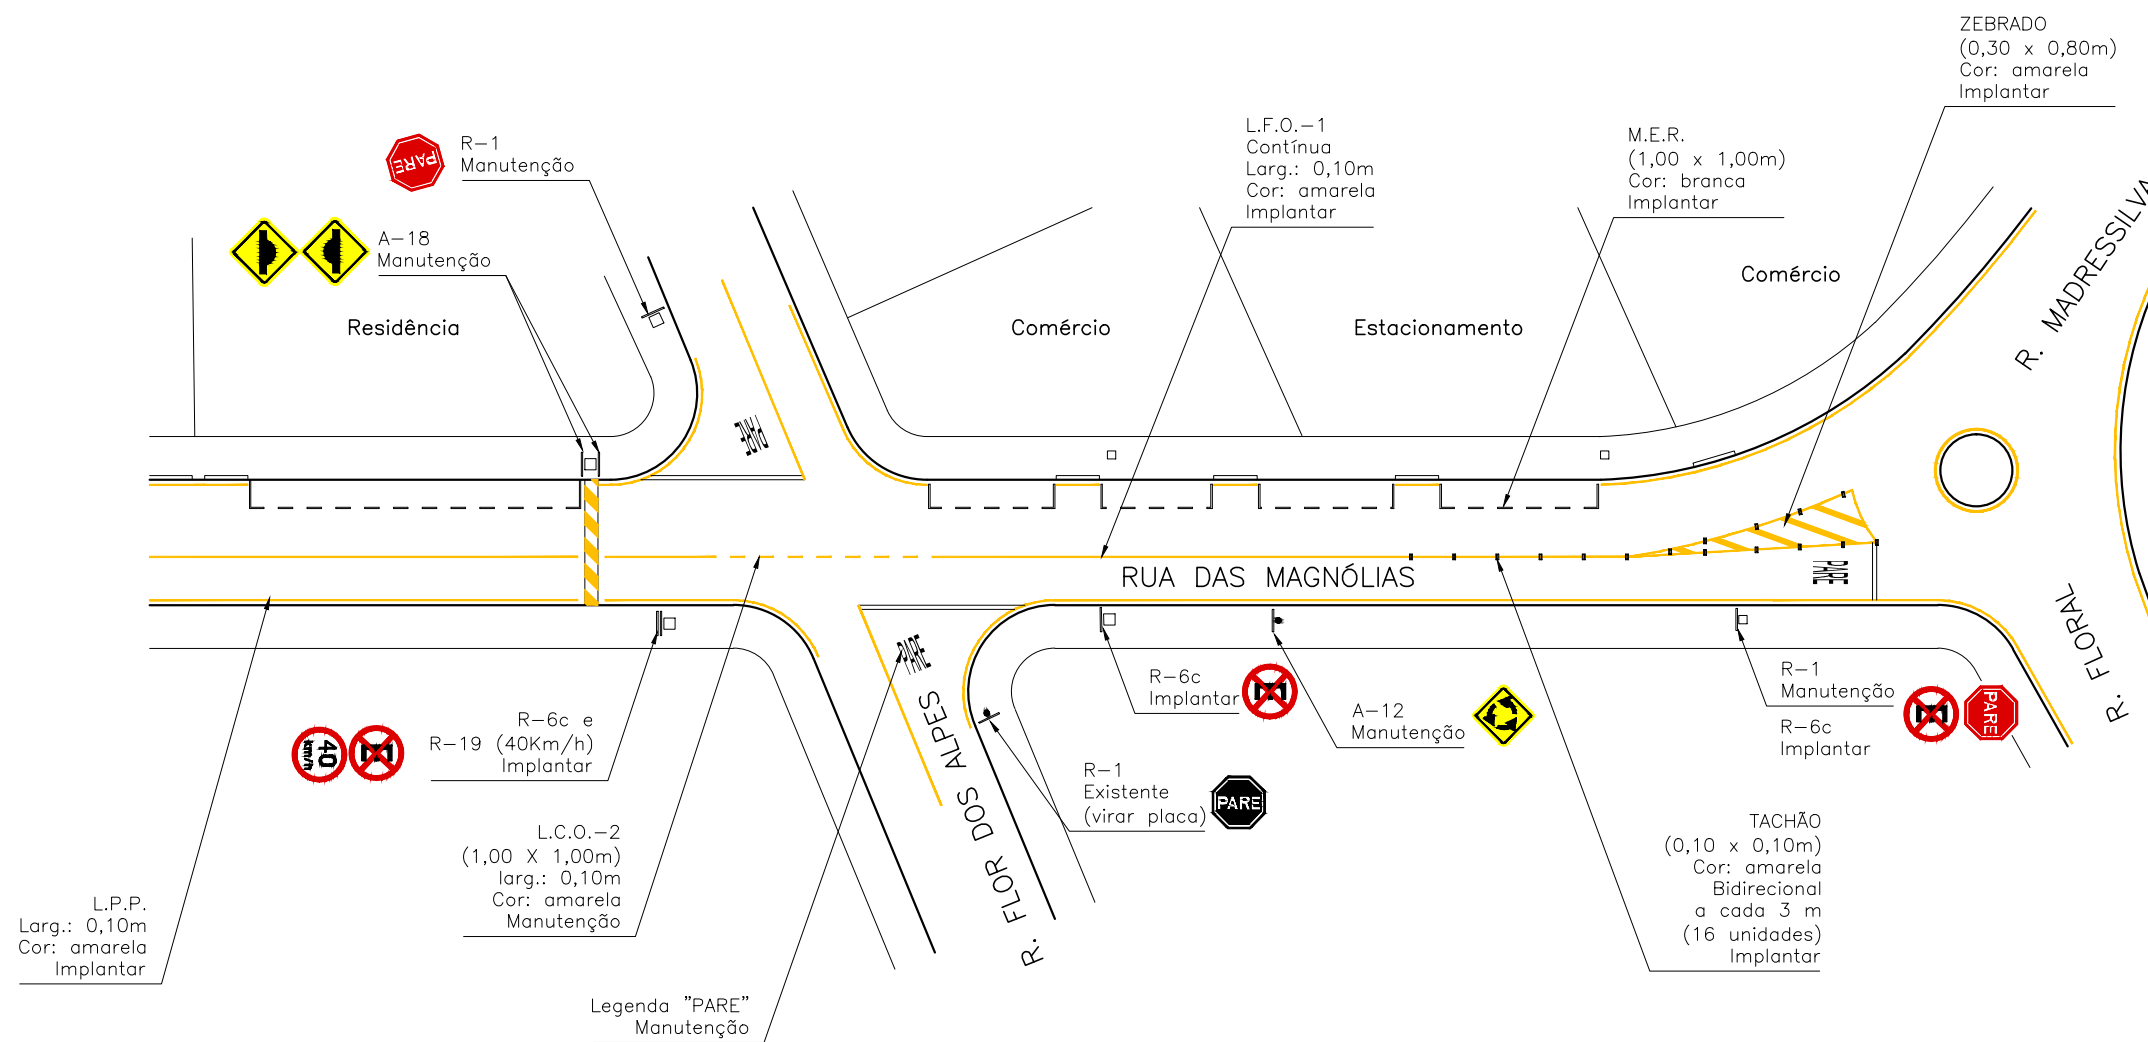 ZEBRADO
(0,30 x 0,80m)
Cor: amarela
Implantar
L.F.O.-1
Contínua
Larg.: 0,10m
Cor: amarela
Implantar
M.E.R.
(1,00 x 1,00m)
Cor: branca
Implantar
PARE
R-1
Manutenção
A-18
Manutenção
Residência
Comércio
Estacionamento
Comércio
R. MADRESSILVA
PARE
RUA DAS MAGNÓLIAS
PARE
R. FLORAL
PARE
R. FLOR DOS ALPES
R-6c
Implantar
A-12
Manutenção
R-1
Manutenção
R-6c
Implantar
PARE
40
km/h
R-6c e
R-19 (40Km/h)
Implantar
R-1
Existente
(virar placa)
PARE
L.C.O.-2
(1,00 X 1,00m)
larg.: 0,10m
Cor: amarela
Manutenção
TACHÃO
(0,10 x 0,10m)
Cor: amarela
Bidirecional
a cada 3 m
(16 unidades)
Implantar
L.P.P.
Larg.: 0,10m
Cor: amarela
Implantar
Legenda "PARE"
Manutenção